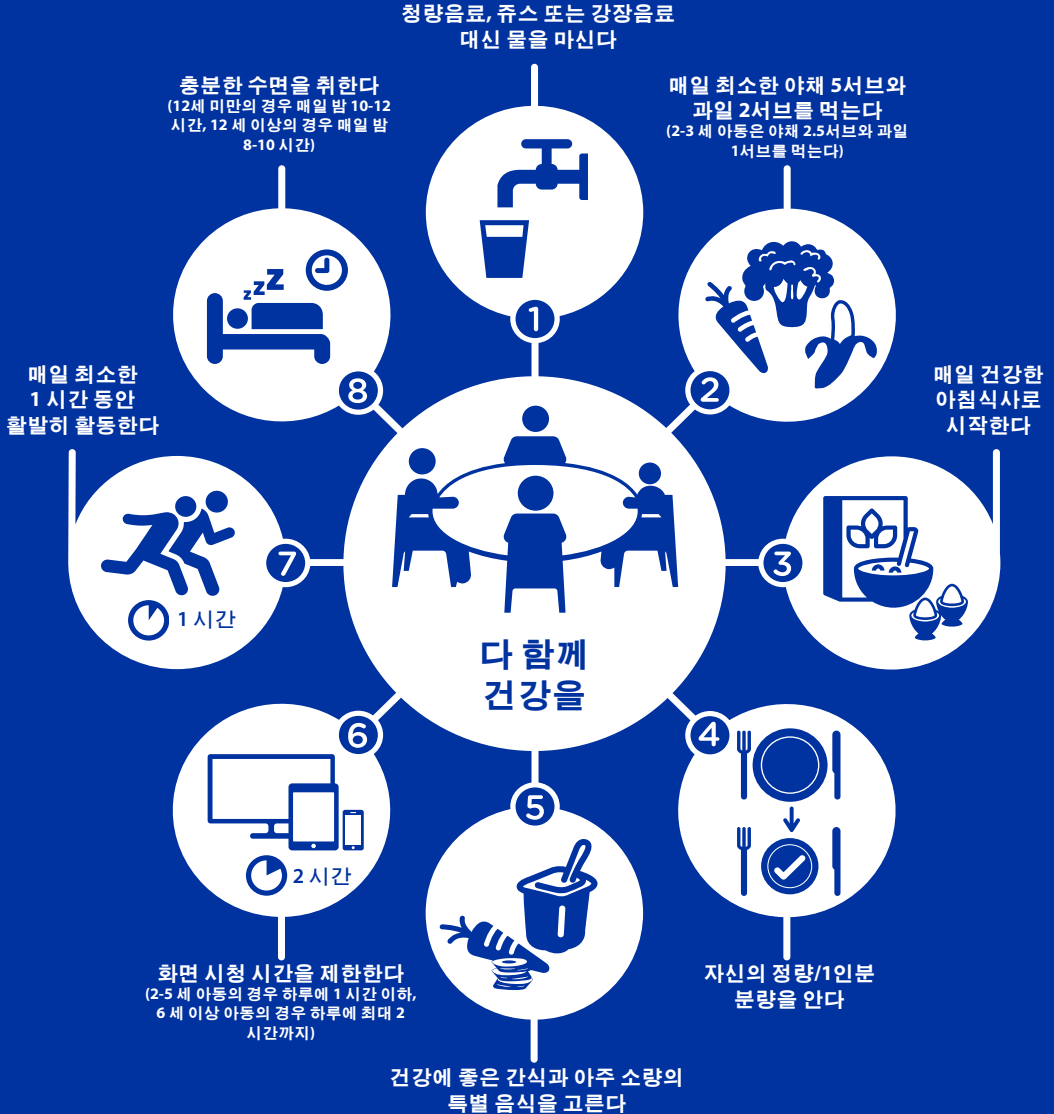 청량음료, 쥬스 또는 강장음료
대신 물을 마신다
1
매일 최소한 야채 5서브와
과일 2서브를 먹는다
(2-3 세 아동은 야채 2.5서브와 과일
1서브를 먹는다)
2
매일 건강한
아침식사로
시작한다
3
자신의 정량/1인분
분량을 안다
4
건강에 좋은 간식과 아주 소량의
특별 음식을 고른다
5
화면 시청 시간을 제한한다
(2-5 세 아동의 경우 하루에 1 시간 이하,
6 세 이상 아동의 경우 하루에 최대 2
시간까지)
6
2 시간
매일 최소한
1 시간 동안
활발히 활동한다
7
1 시간
충분한 수면을 취한다
(12세 미만의 경우 매일 밤 10-12
시간, 12 세 이상의 경우 매일 밤
8-10 시간)
8
zzZ
다 함께
건강을